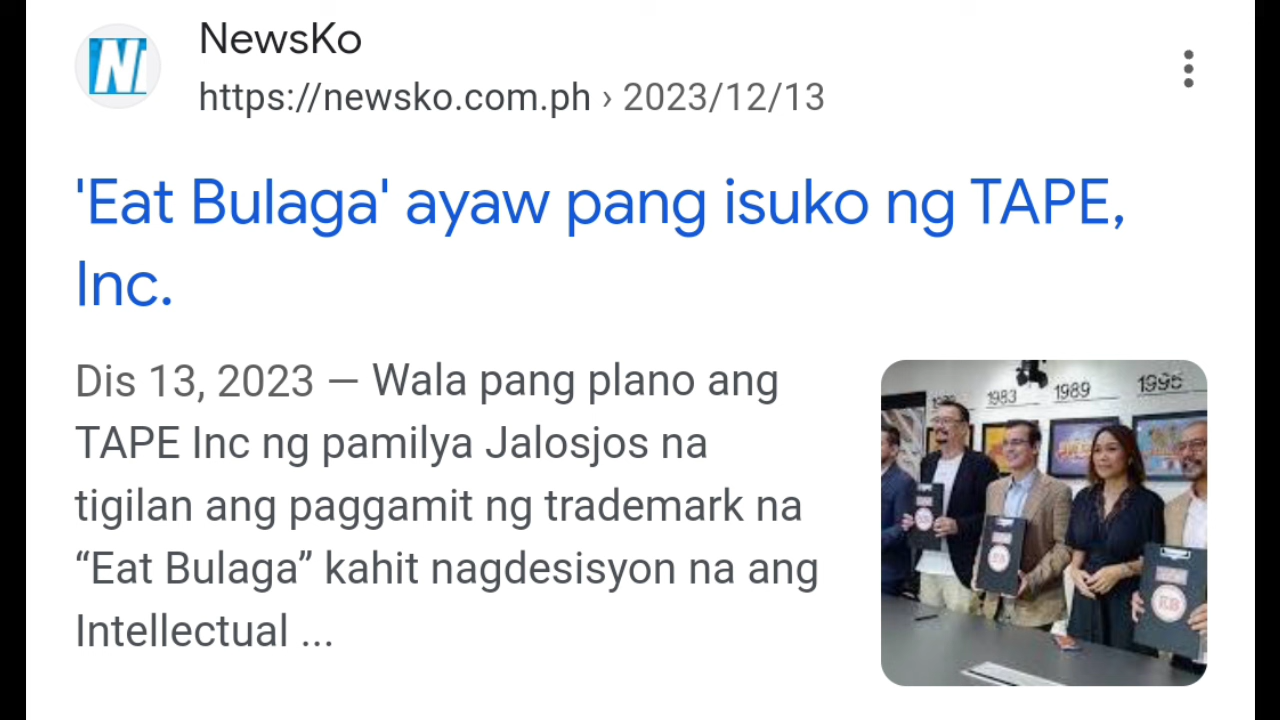 NewsKo
https://newsko.com.ph › 2023/12/13
'Eat Bulaga' ayaw pang isuko ng TAPE,
Inc.
Dis 13, 2023 — Wala pang plano ang
TAPE Inc ng pamilya Jalosjos na
tigilan ang paggamit ng trademark na
“Eat Bulaga” kahit nagdesisyon na ang
Intellectual ...
N
1983
1989
1995
EB